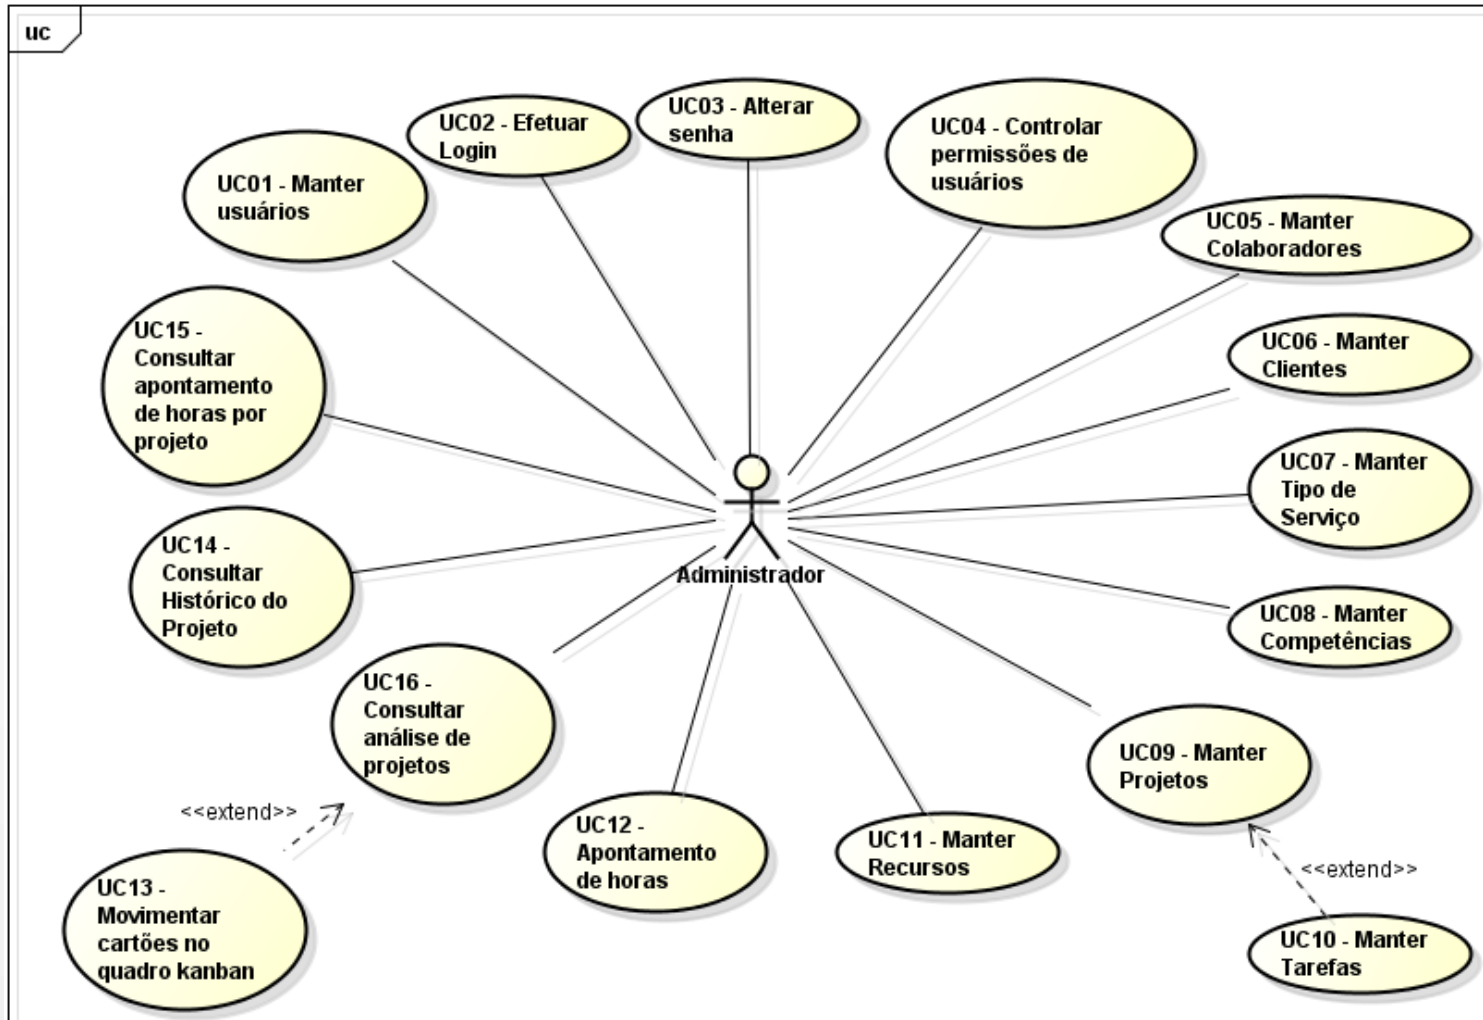 uc
UC01 - Manter
usuários
UC02 - Efetuar
Login
UC03 - Alterar
senha
UC04 - Controlar
permissões de
usuários
UC05 - Manter
Colaboradores
UC06 - Manter
Clientes
UC07 - Manter
Tipo de
Serviço
UC08 - Manter
Competências
UC15 -
Consultar
apontamento
de horas por
projeto
UC14 -
Consultar
Histórico do
Projeto
Administrador
UC16 -
Consultar
análise de
projetos
UC09 - Manter
Projetos
<<extend>>
UC13 -
Movimentar
cartões no
quadro kanban
UC12 -
Apontamento
de horas
UC11 - Manter
Recursos
<<extend>>
UC10 - Manter
Tarefas